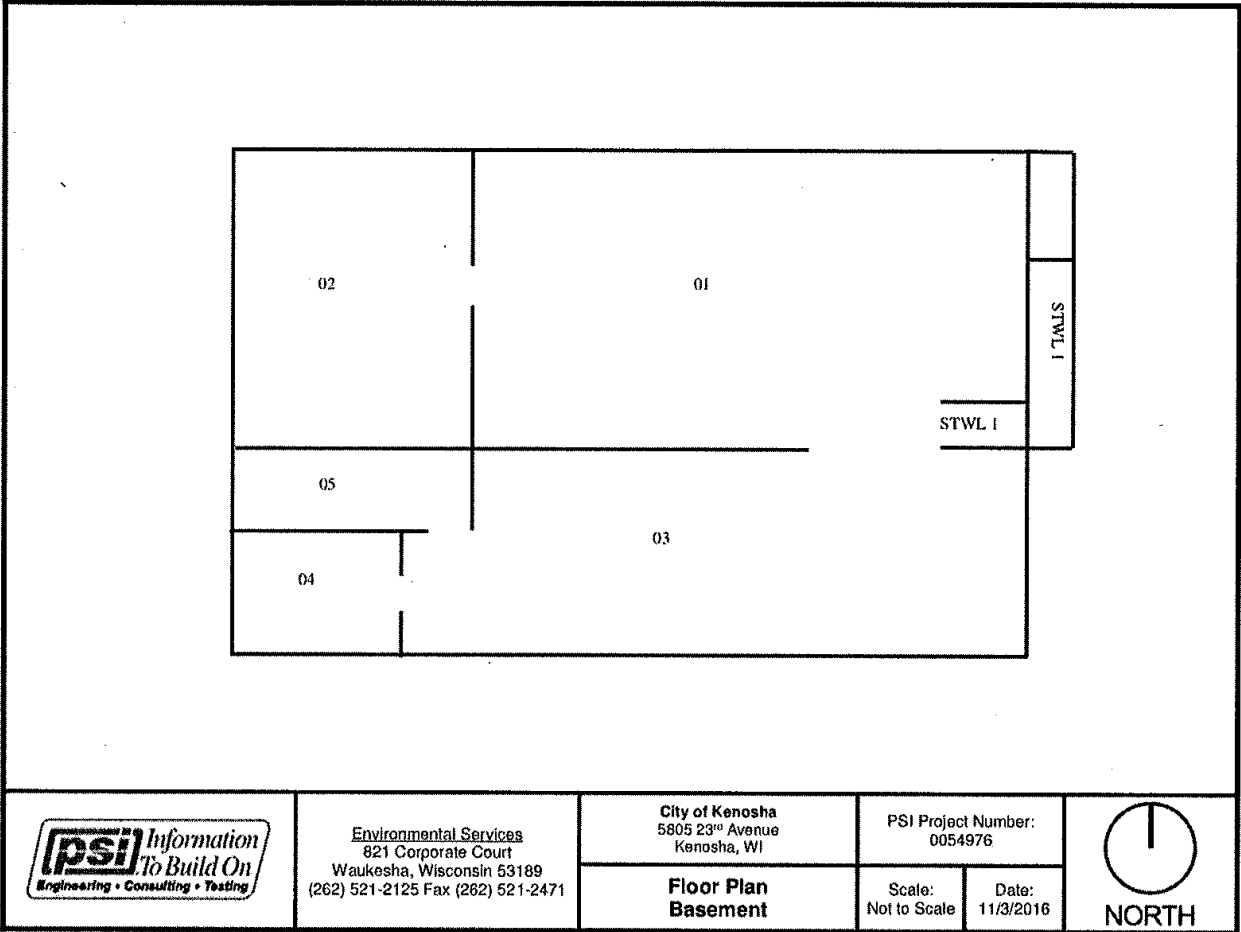 02
01
STWL 1
STWL 1
05
03
04
psi Information
To Build On
Engineering • Consulting • Testing
Environmental Services
821 Corporate Court
Waukesha, Wisconsin 53189
(262) 521-2125 Fax (262) 521-2471
City of Kenosha
5805 23rd Avenue
Kenosha, WI
Floor Plan
Basement
PSI Project Number:
0054976
Scale:
Not to Scale
Date:
11/3/2016
NORTH